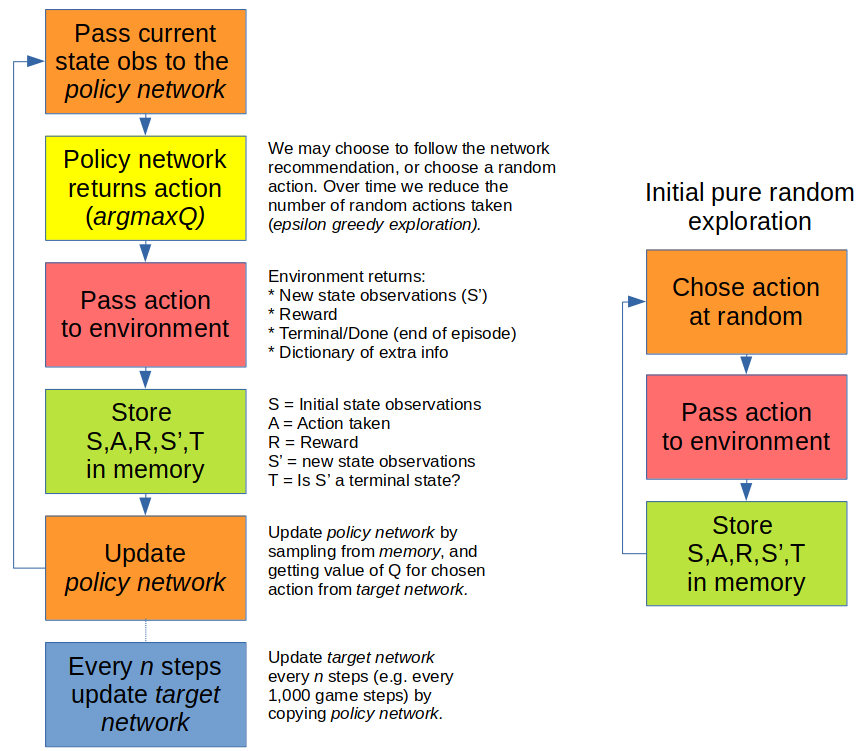 Pass current
state obs to the
policy network
Policy network
returns action
(argmaxQ)
We may choose to follow the network
recommendation, or choose a random
action. Over time we reduce the
number of random actions taken
(epsilon greedy exploration).
Pass action
to environment
Environment returns:
* New state observations (S’)
* Reward
* Terminal/Done (end of episode)
* Dictionary of extra info
Store
S,A,R,S’,T
in memory
S = Initial state observations
A = Action taken
R = Reward
S’ = new state observations
T = Is S’ a terminal state?
Update
policy network
Update policy network by
sampling from memory, and
getting value of Q for chosen
action from target network.
Every n steps
update target
network
Update target network
every n steps (e.g. every
1,000 game steps) by
copying policy network.
Initial pure random
exploration
Chose action
at random
Pass action
to environment
Store
S,A,R,S’,T
in memory